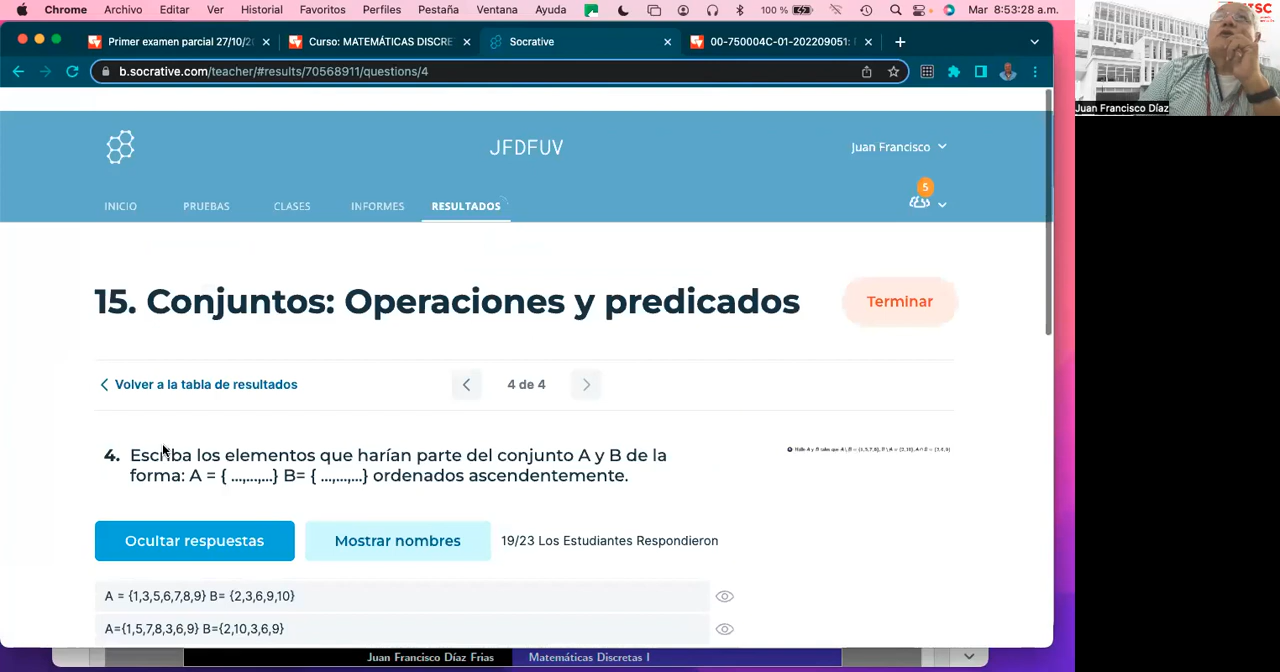 Chrome Archivo Editar Ver Historial Favoritos Perfiles Pestaña Ventana Ayuda 100 % Mar 8:53:28 a.m.
Primer examen parcial 27/10/2 Curso: MATEMÁTICAS DISCRE Socrative 00-750004C-01-202209051:
b.socrative.com/teacher/#results/70568911/questions/4
Juan Francisco Díaz
JFDFUV
Juan Francisco
5
INICIO PRUEBAS CLASES INFORMES RESULTADOS
15. Conjuntos: Operaciones y predicados
Terminar
Volver a la tabla de resultados
4 de 4
4. Escriba los elementos que harían parte del conjunto A y B de la
forma: A = { ...,...,...} B= { ...,...,...} ordenados ascendentemente.
Ocultar respuestas Mostrar nombres 19/23 Los Estudiantes Respondieron
A = {1,3,5,6,7,8,9} B= {2,3,6,9,10}
A={1,5,7,8,3,6,9} B={2,10,3,6,9}
Juan Francisco Díaz Frias Matemáticas Discretas I